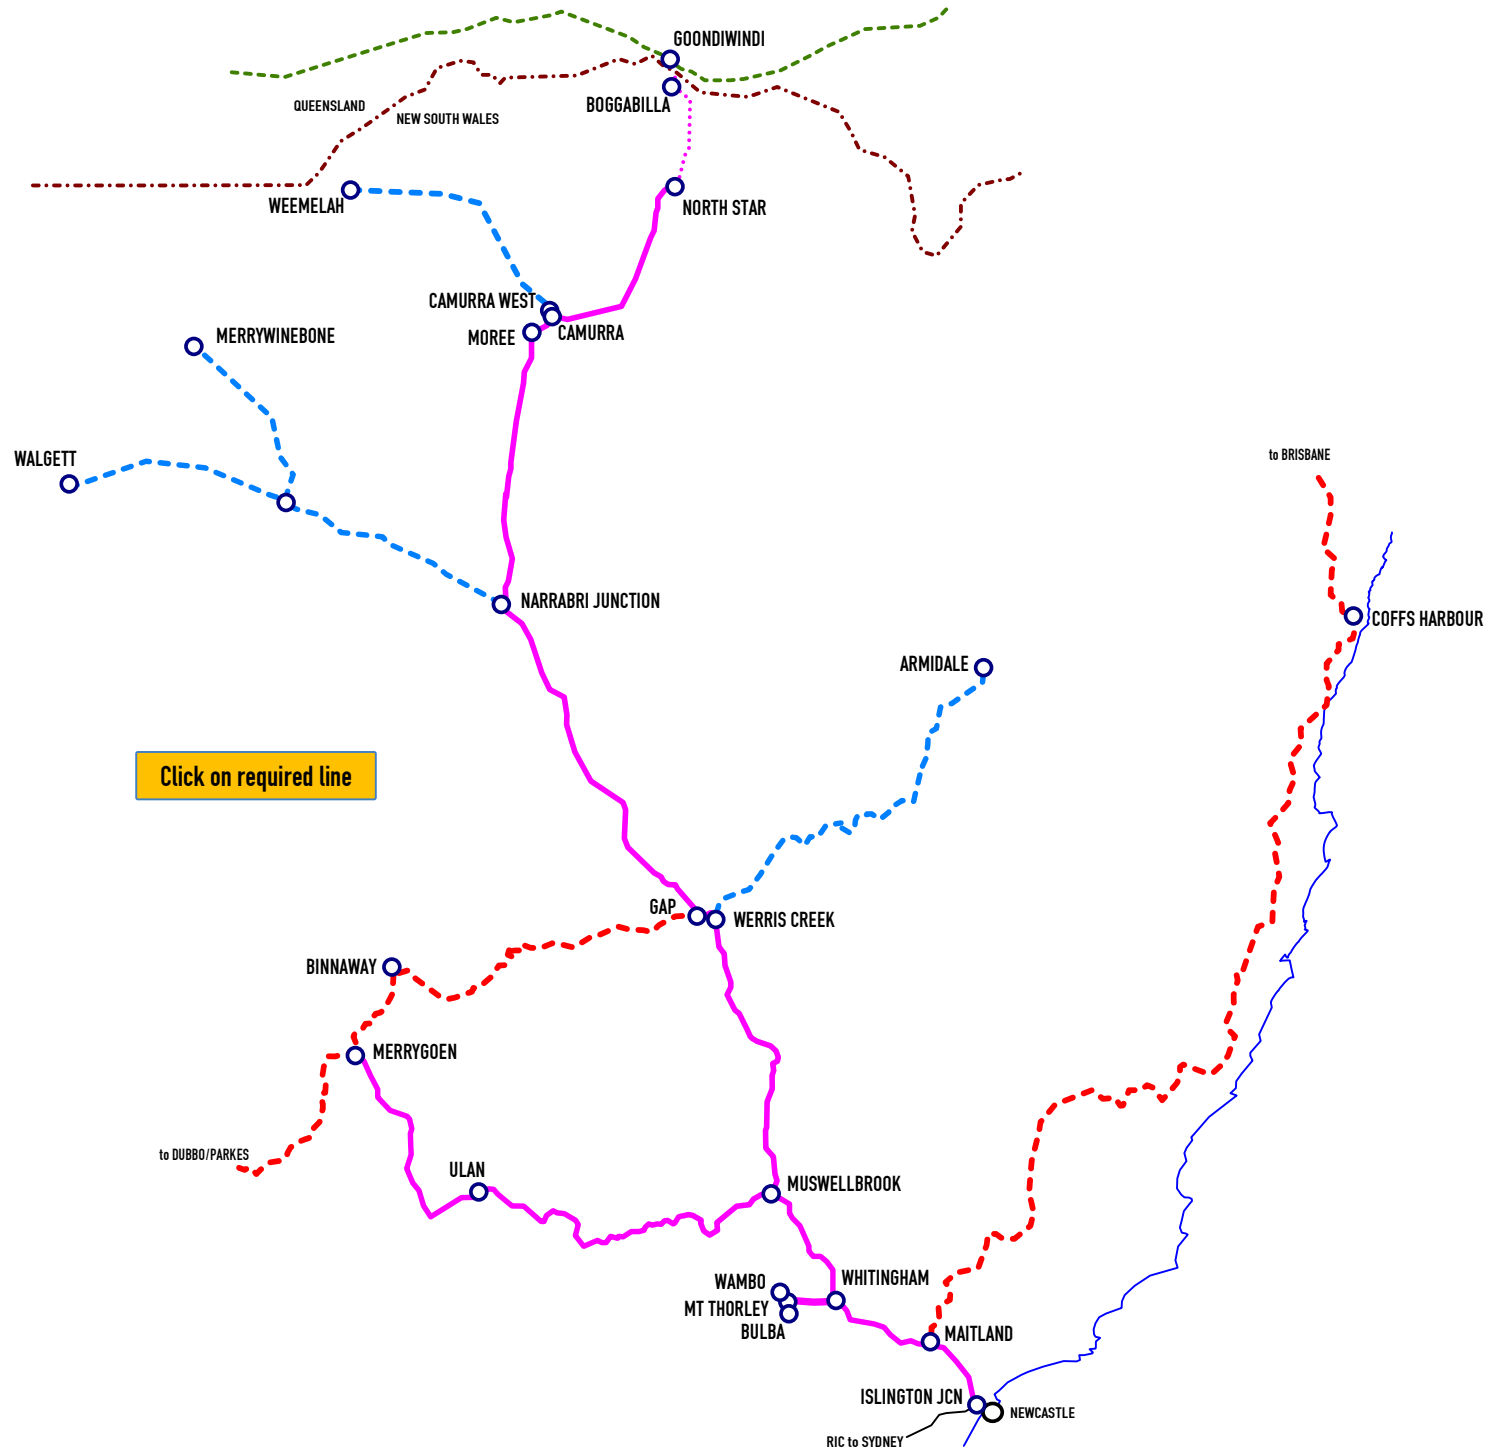 GOONDIWINDI
BOGGABILLA
QUEENSLAND
NEW SOUTH WALES
WEEMELAH
NORTH STAR
CAMURRA WEST
CAMURRA
MOREE
MERRYWINEBONE
WALGETT
to BRISBANE
NARRABRI JUNCTION
COFFS HARBOUR
ARMIDALE
Click on required line
GAP
WERRIS CREEK
BINNAWAY
MERRYGOEN
to DUBBO/PARKES
ULAN
MUSWELLBROOK
WAMBO
WHITINGHAM
MT THORLEY
BULBA
MAITLAND
ISLINGTON JCN
NEWCASTLE
RIC to SYDNEY